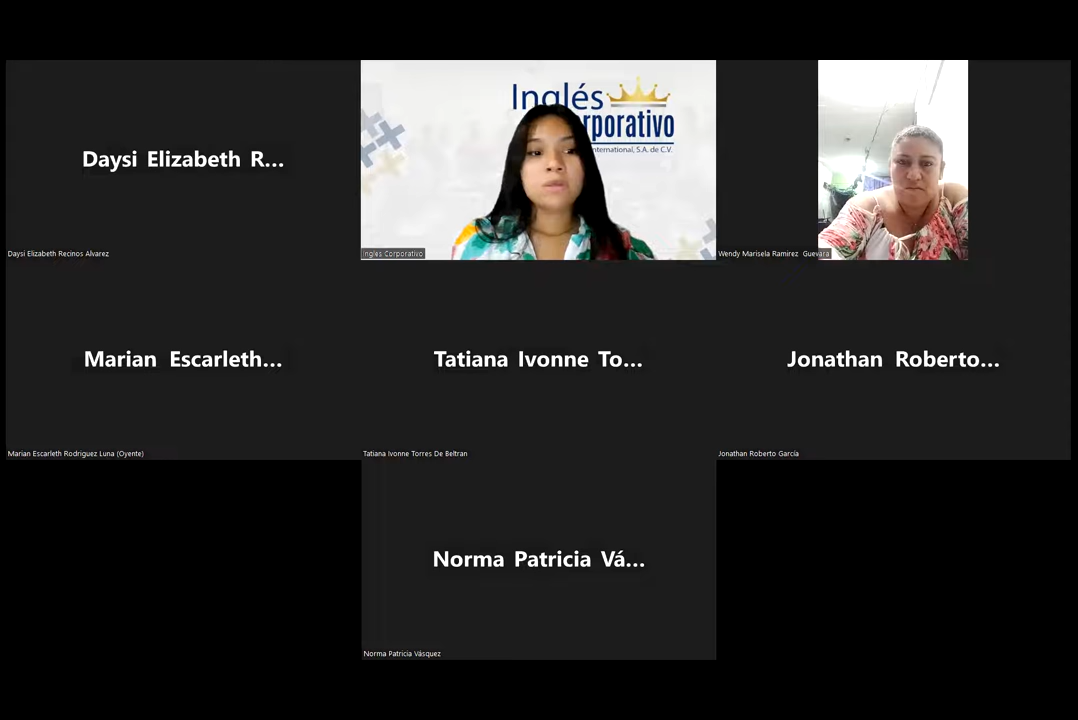 Daysi Elizabeth R...
Daysi Elizabeth Recinos Alvarez
Inglés
rporativo
International, S.A. de C.V.
Ingles Corporativo
Wendy Marisela Ramirez Guevara
Marian Escarleth...
Marian Escarleth Rodriguez Luna (Oyente)
Tatiana Ivonne To...
Tatiana Ivonne Torres De Beltran
Jonathan Roberto...
Jonathan Roberto García
Norma Patricia Vá...
Norma Patricia Vásquez